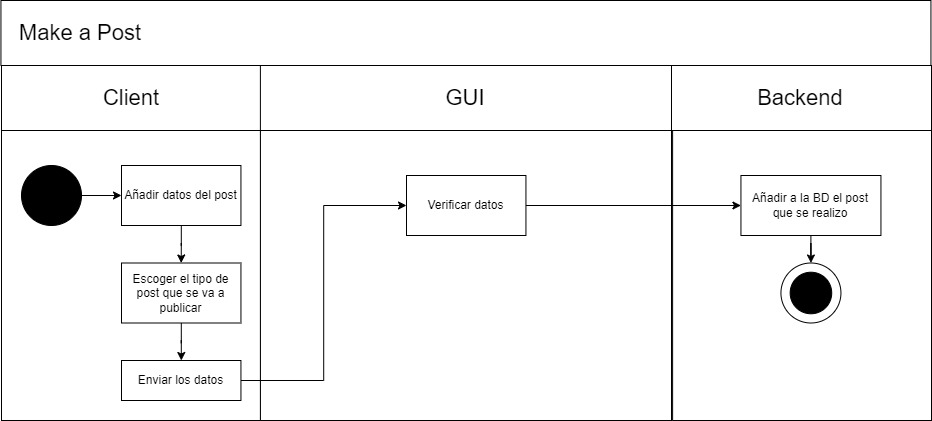 Make a Post
Client
GUI
Backend
Añadir datos del post
Escoger el tipo de
post que se va a
publicar
Enviar los datos
Verificar datos
Añadir a la BD el post
que se realizo